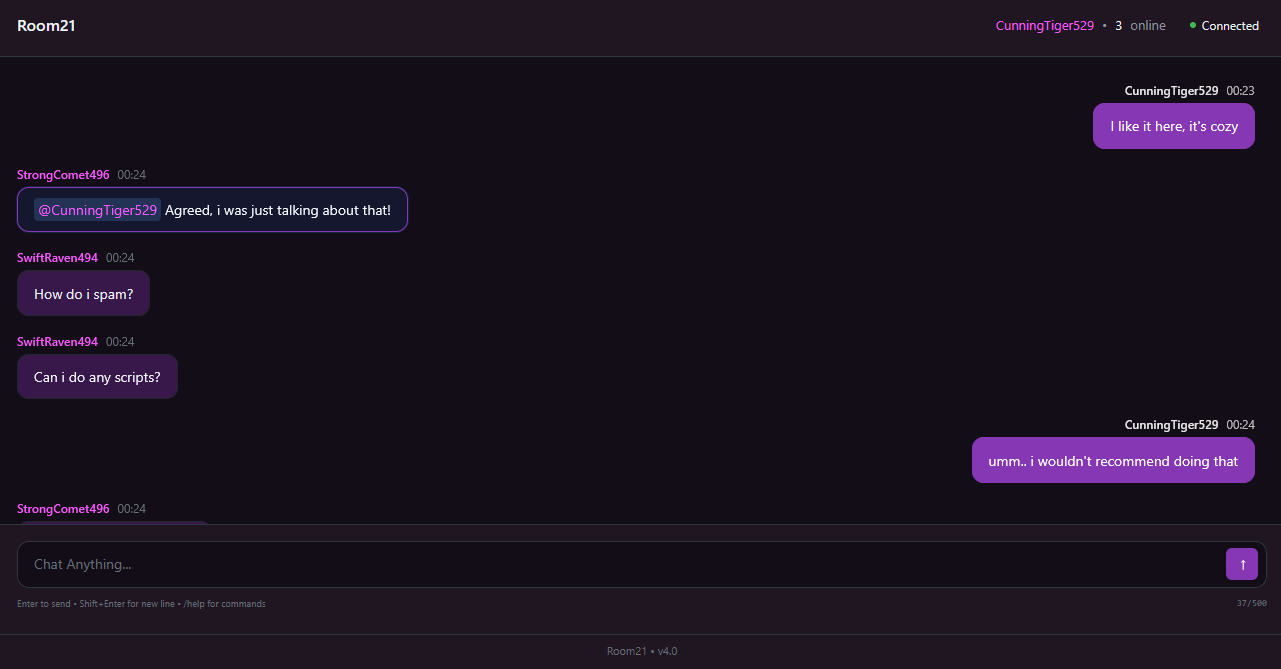 Room21
CunningTiger529 • 3 online Connected
CunningTiger529 00:23
I like it here, it's cozy
StrongComet496 00:24
@CunningTiger529 Agreed, i was just talking about that!
SwiftRaven494 00:24
How do i spam?
SwiftRaven494 00:24
Can i do any scripts?
CunningTiger529 00:24
umm.. i wouldn't recommend doing that
StrongComet496 00:24
Chat Anything...
↑
Enter to send • Shift+Enter for new line • /help for commands
37/500
Room21 • v4.0